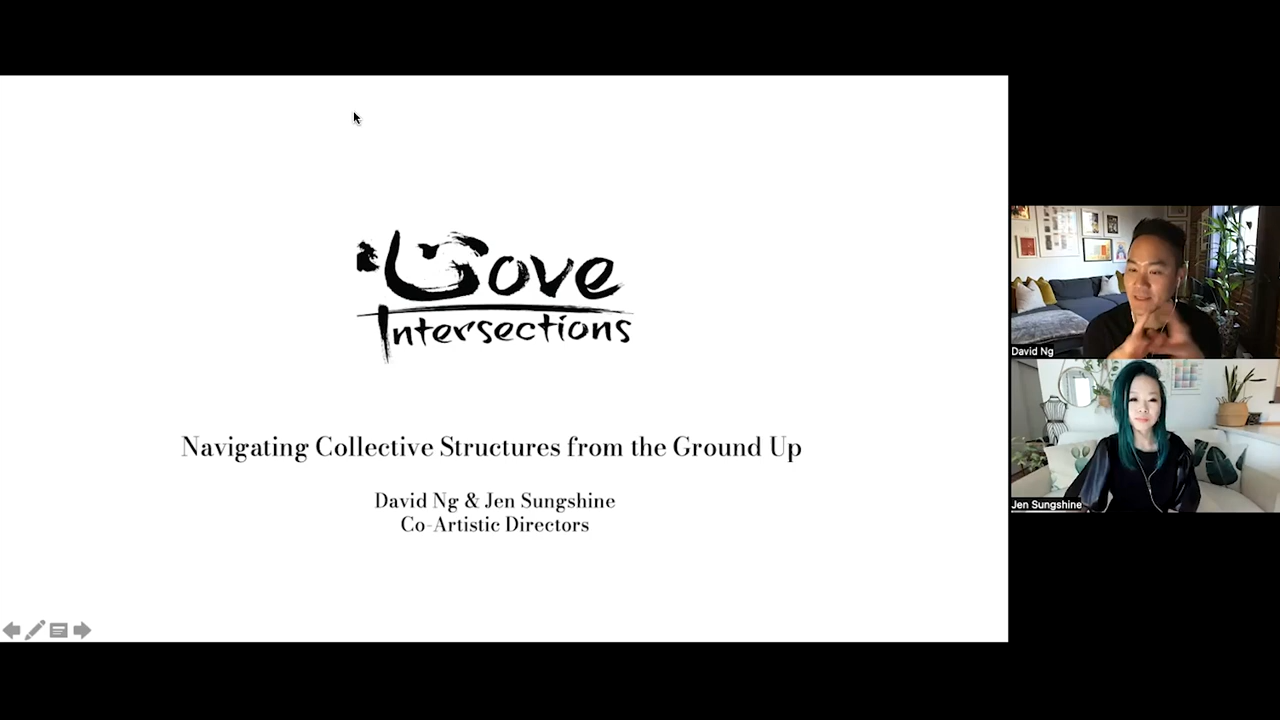 Love
Intersections
Navigating Collective Structures from the Ground Up
David Ng & Jen Sungshine
Co-Artistic Directors
David Ng
Jen Sungshine